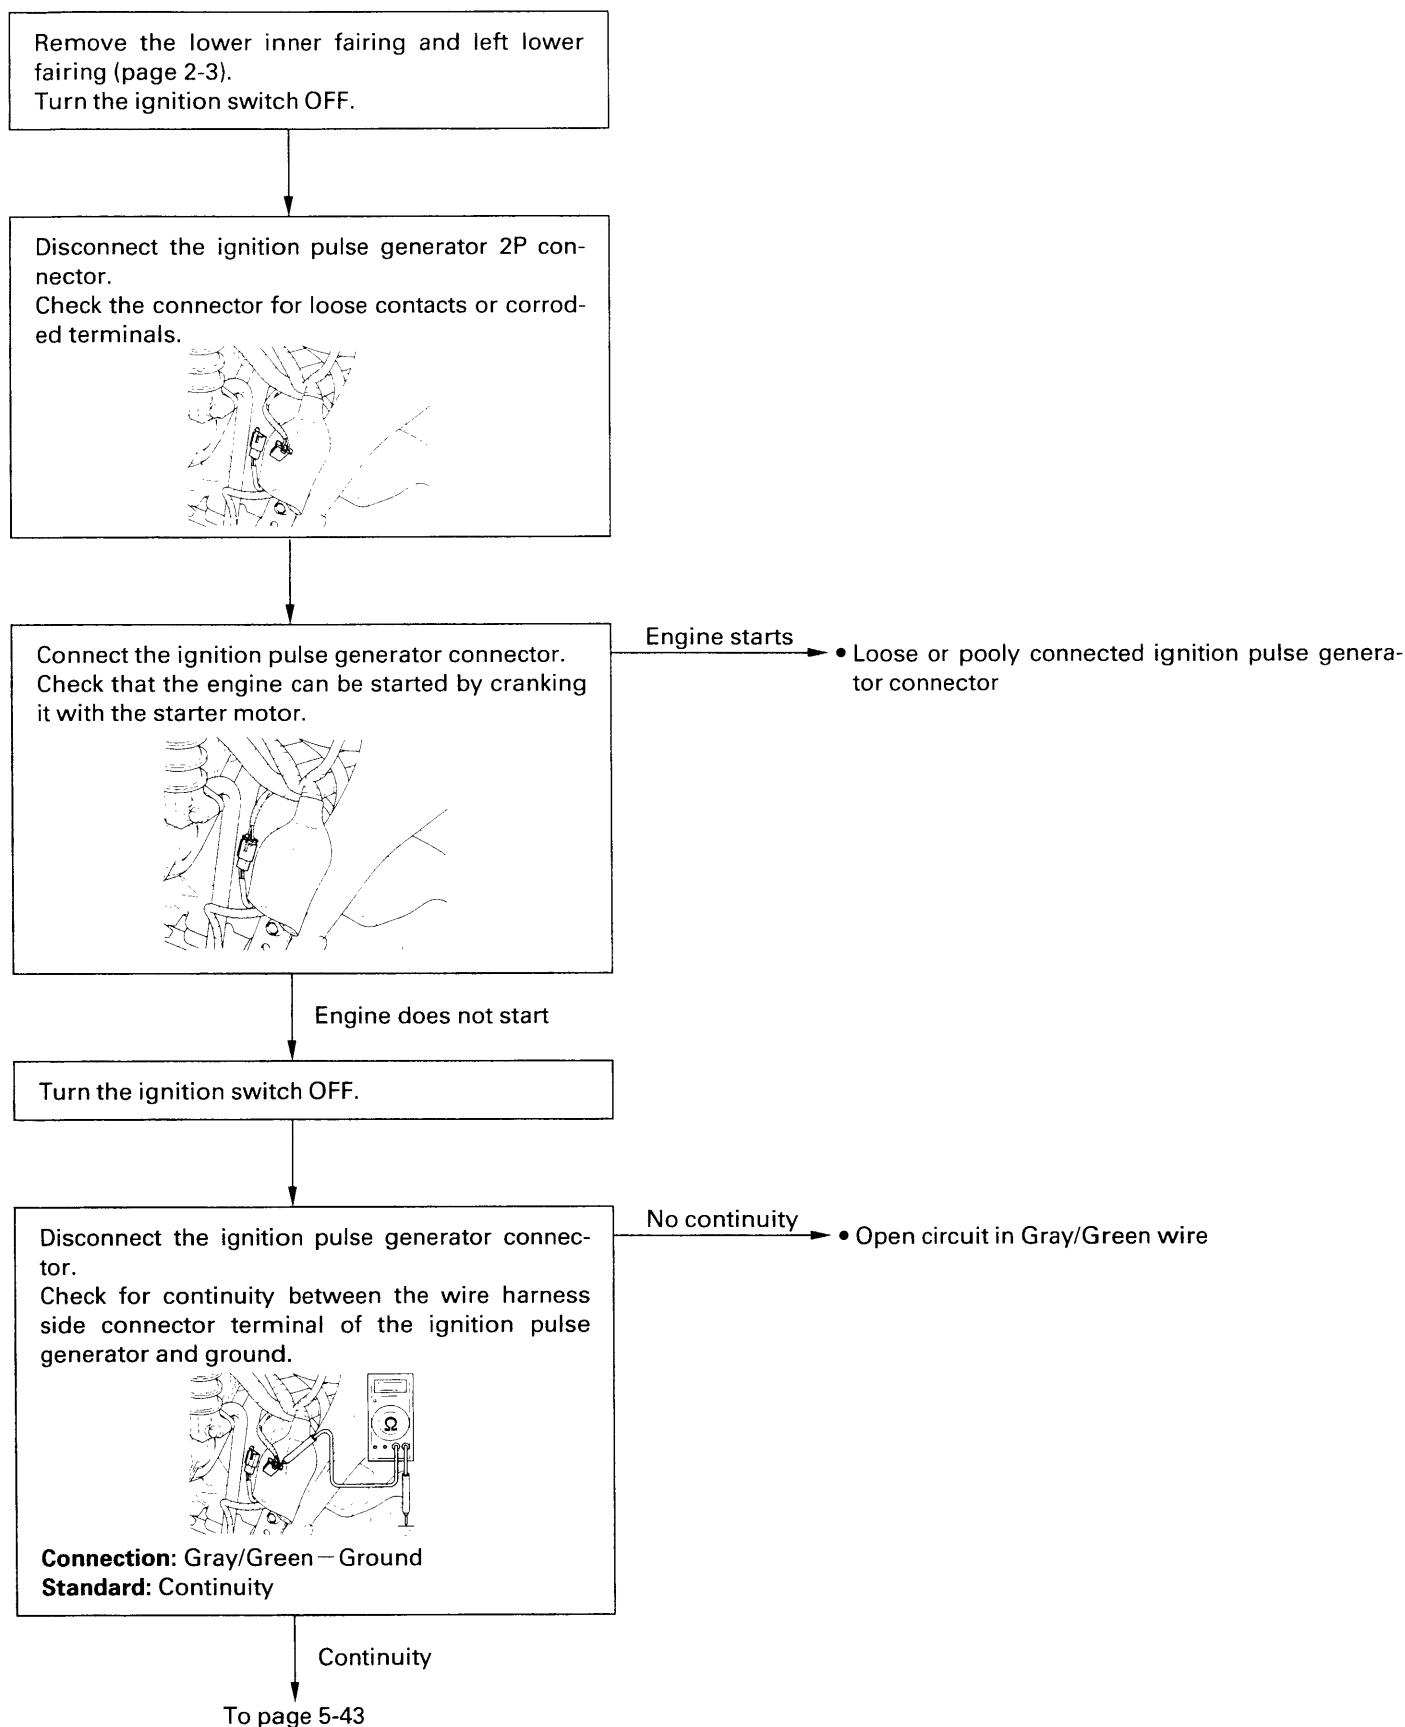 Remove the lower inner fairing and left lower
fairing (page 2-3).
Turn the ignition switch OFF.
Disconnect the ignition pulse generator 2P con-
nector.
Check the connector for loose contacts or corrod-
ed terminals.
Connect the ignition pulse generator connector.
Check that the engine can be started by cranking
it with the starter motor.
Engine starts
• Loose or pooly connected ignition pulse genera-
tor connector
Engine does not start
Turn the ignition switch OFF.
Disconnect the ignition pulse generator connec-
tor.
Check for continuity between the wire harness
side connector terminal of the ignition pulse
generator and ground.
No continuity
• Open circuit in Gray/Green wire
Ω
Connection: Gray/Green — Ground
Standard: Continuity
Continuity
To page 5-43